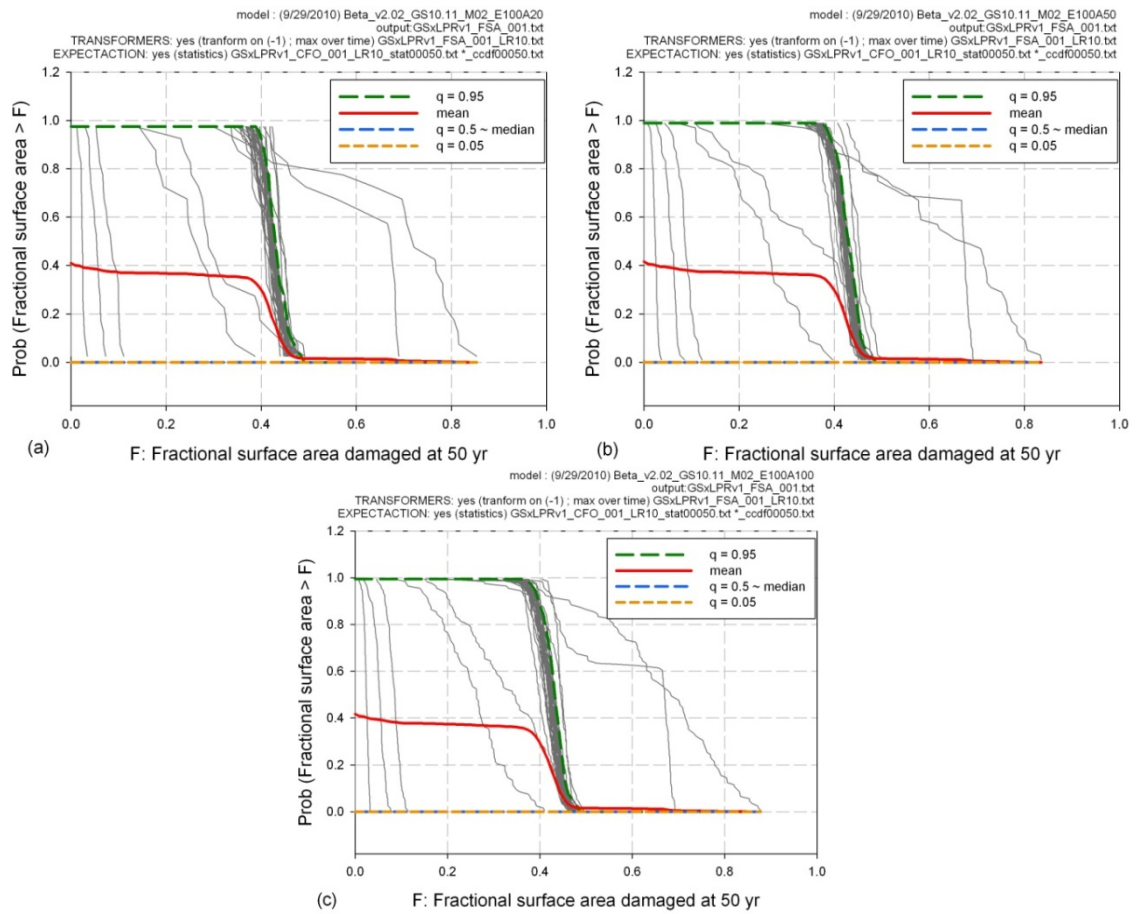 model : (9/29/2010) Beta_v2.02_GS10.11_M02_E100A20
output:GSxLPRv1_FSA_001.txt
TRANSFORMERS: yes (tranform on (-1) ; max over time) GSxLPRv1_FSA_001_LR10.txt
EXPECTACTION: yes (statistics) GSxLPRv1_CFO_001_LR10_stat00050.txt *_ccdf00050.txt
1.2
1.0
0.8
0.6
0.4
0.2
0.0
Prob (Fractional surface area > F)
q = 0.95
mean
q = 0.5 ~ median
q = 0.05
0.0 0.2 0.4 0.6 0.8 1.0
(a) F: Fractional surface area damaged at 50 yr
model : (9/29/2010) Beta_v2.02_GS10.11_M02_E100A50
output:GSxLPRv1_FSA_001.txt
TRANSFORMERS: yes (tranform on (-1) ; max over time) GSxLPRv1_FSA_001_LR10.txt
EXPECTACTION: yes (statistics) GSxLPRv1_CFO_001_LR10_stat00050.txt *_ccdf00050.txt
1.2
1.0
0.8
0.6
0.4
0.2
0.0
Prob (Fractional surface area > F)
q = 0.95
mean
q = 0.5 ~ median
q = 0.05
0.0 0.2 0.4 0.6 0.8 1.0
(b) F: Fractional surface area damaged at 50 yr
model : (9/29/2010) Beta_v2.02_GS10.11_M02_E100A100
output:GSxLPRv1_FSA_001.txt
TRANSFORMERS: yes (tranform on (-1) ; max over time) GSxLPRv1_FSA_001_LR10.txt
EXPECTACTION: yes (statistics) GSxLPRv1_CFO_001_LR10_stat00050.txt *_ccdf00050.txt
1.2
1.0
0.8
0.6
0.4
0.2
0.0
Prob (Fractional surface area > F)
q = 0.95
mean
q = 0.5 ~ median
q = 0.05
0.0 0.2 0.4 0.6 0.8 1.0
(c) F: Fractional surface area damaged at 50 yr